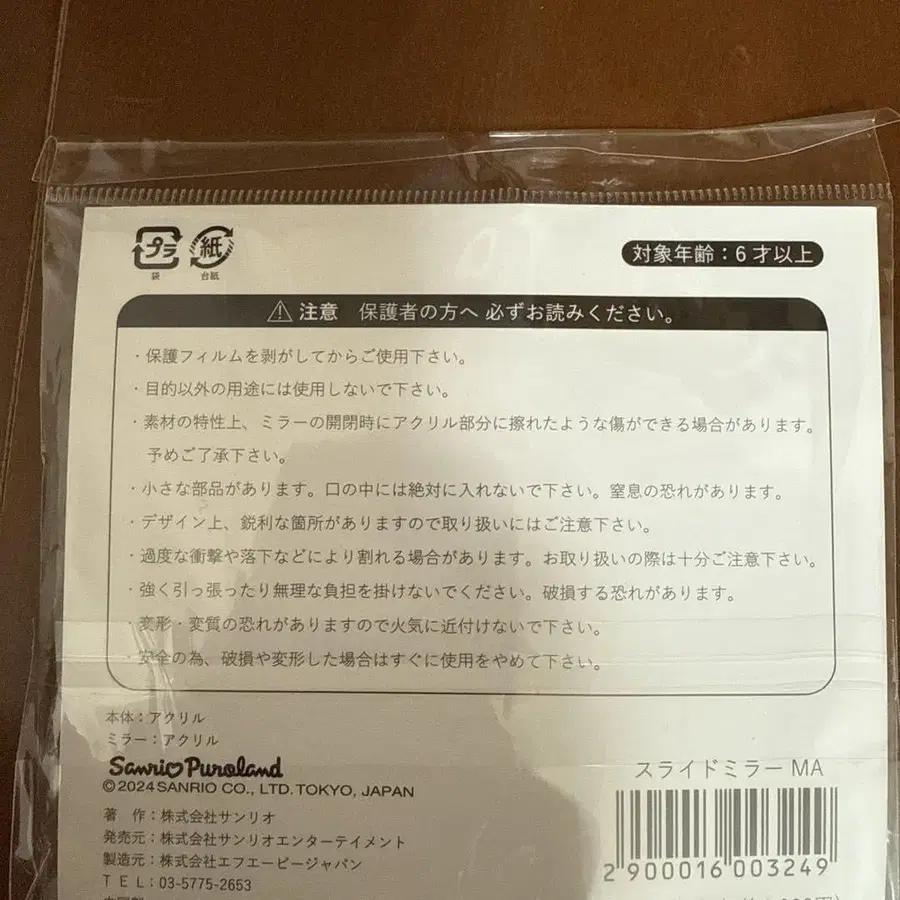 プラ
袋
紙
台紙
対象年齢：6才以上
⚠ 注意 保護者の方へ 必ずお読みください。
・保護フィルムを剥がしてからご使用下さい。
・目的以外の用途には使用しないで下さい。
・素材の特性上、ミラーの開閉時にアクリル部分に擦れたような傷ができる場合があります。
予めご了承下さい。
・小さな部品があります。口の中には絶対に入れないで下さい。窒息の恐れがあります。
・デザイン上、鋭利な箇所がありますので取り扱いにはご注意下さい。
・過度な衝撃や落下などにより割れる場合があります。お取り扱いの際は十分ご注意下さい。
・強く引っ張ったり無理な負担を掛けないでください。破損する恐れがあります。
・変形・変質の恐れがありますので火気に近付けないで下さい。
・安全の為、破損や変形した場合はすぐに使用をやめて下さい。
本体：アクリル
ミラー：アクリル
Sanrio Puroland
©2024 SANRIO CO., LTD. TOKYO, JAPAN
著 作：株式会社サンリオ
発売元：株式会社サンリオエンターテイメント
製造元：株式会社エフエーピージャパン
TEL：03-5775-2653
スライドミラー MA
2 900016 003249